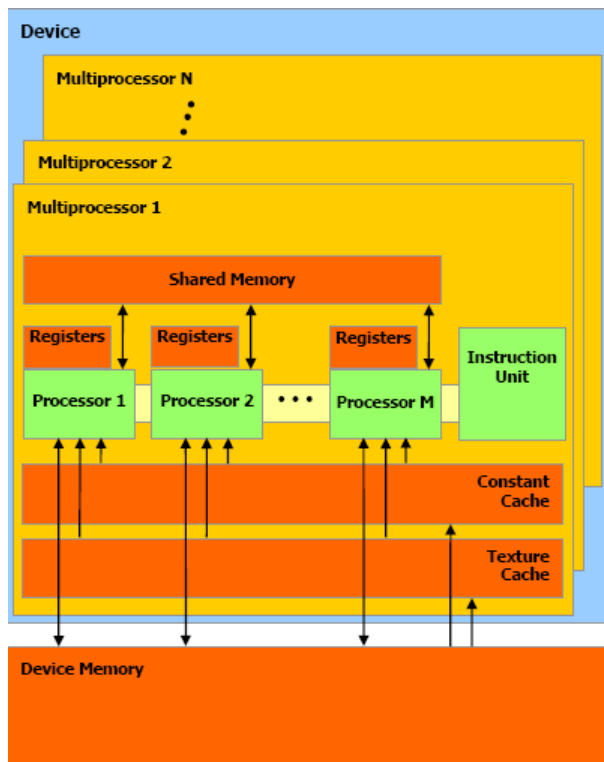 Device
Multiprocessor N
Multiprocessor 2
Multiprocessor 1
Shared Memory
Registers
Registers
Registers
Instruction
Unit
Processor 1
Processor 2
Processor M
Constant
Cache
Texture
Cache
Device Memory